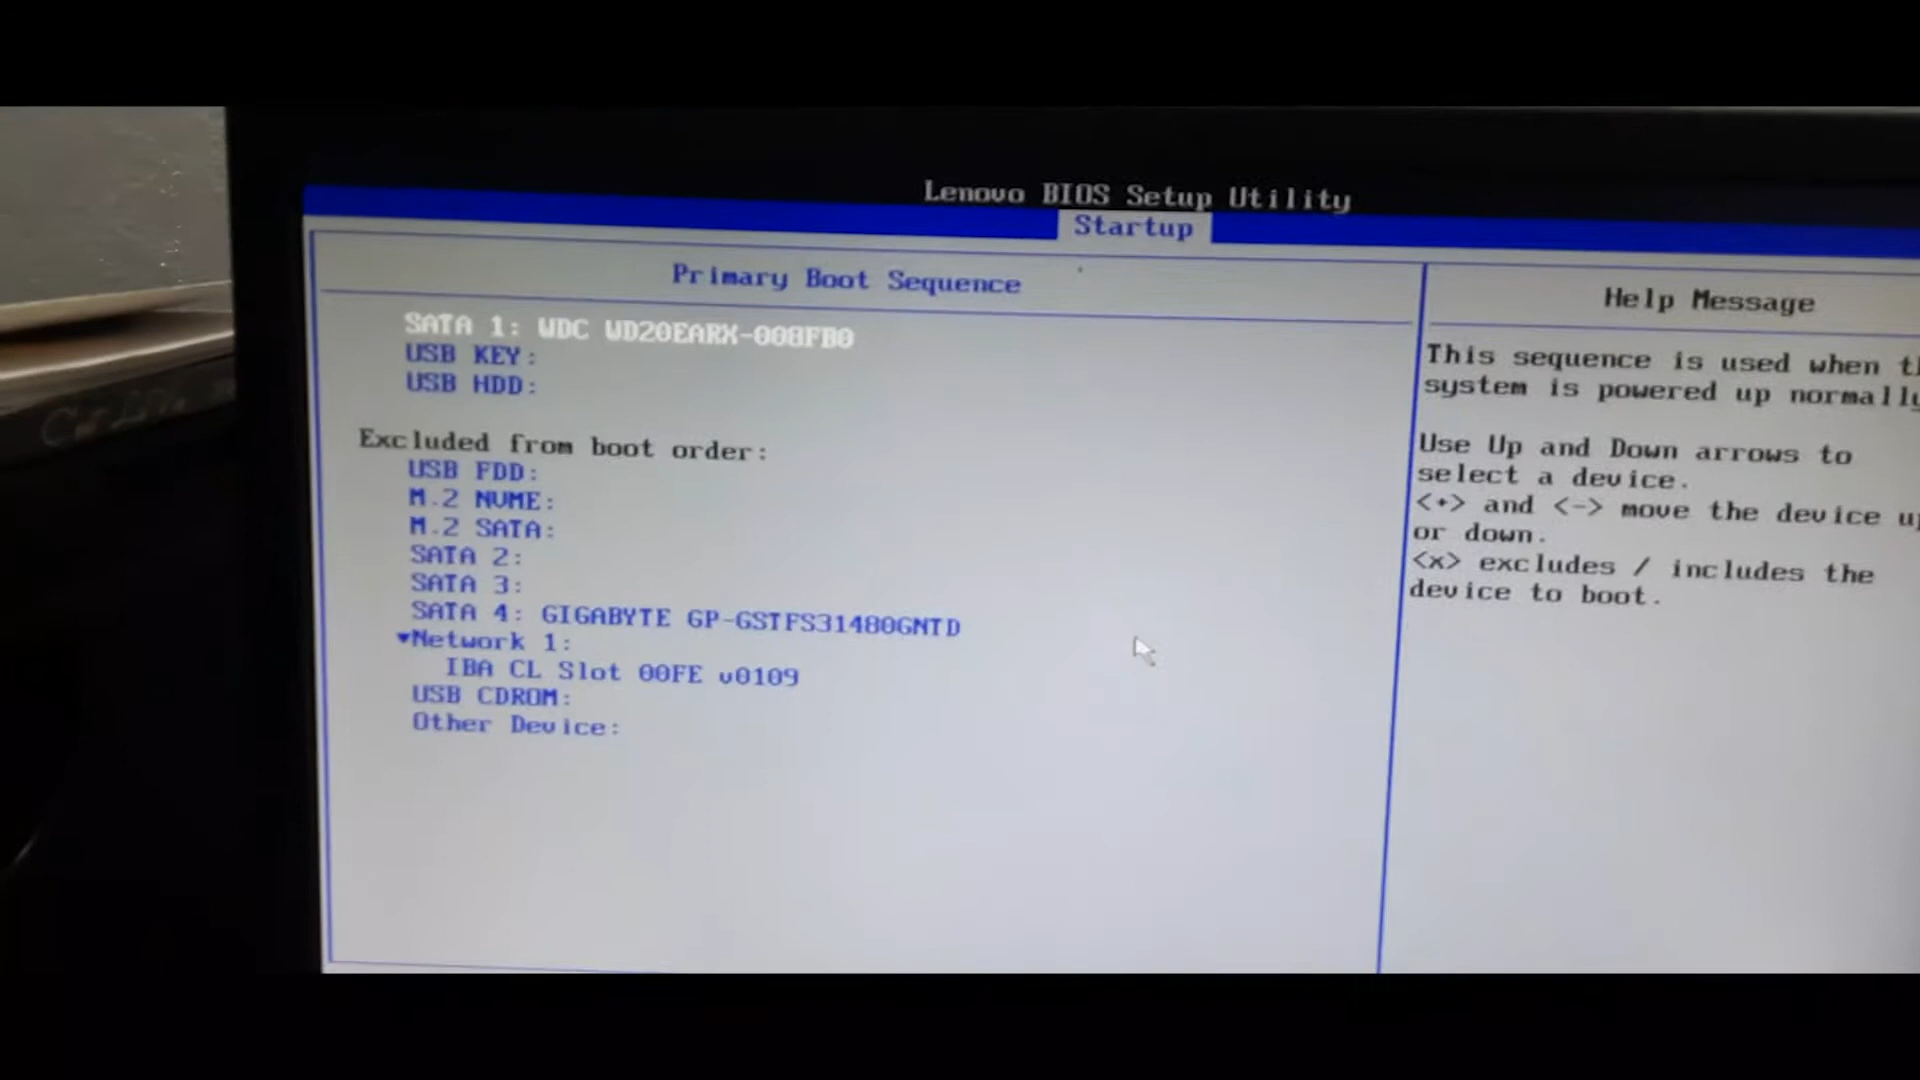 Lenovo BIOS Setup Utility
Startup
Primary Boot Sequence
SATA 1: WDC WD20EARX-008FB0
USB KEY:
USB HDD:
Excluded from boot order:
USB FDD:
M.2 NVME:
M.2 SATA:
SATA 2:
SATA 3:
SATA 4: GIGABYTE GP-GSTFS31480GNTD
▼Network 1:
IBA CL Slot 00FE v0109
USB CDROM:
Other Device:
Help Message
This sequence is used when
system is powered up normally
Use Up and Down arrows to
select a device.
<+> and <-> move the device
or down.
<x> excludes / includes the
device to boot.